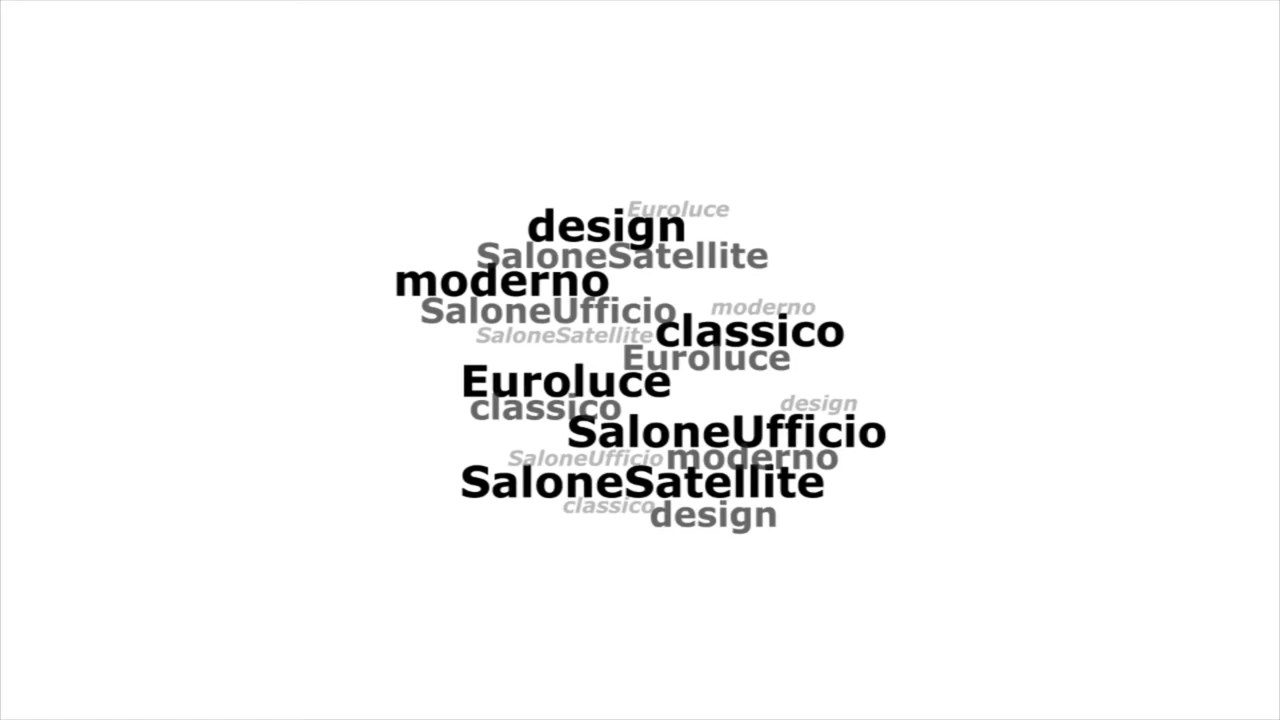 Euroluce
design
SaloneSatellite
moderno
SaloneUfficio
moderno
classico
SaloneSatellite
Euroluce
Euroluce
design
classico
SaloneUfficio
moderno
SaloneUfficio
SaloneSatellite
classico
design